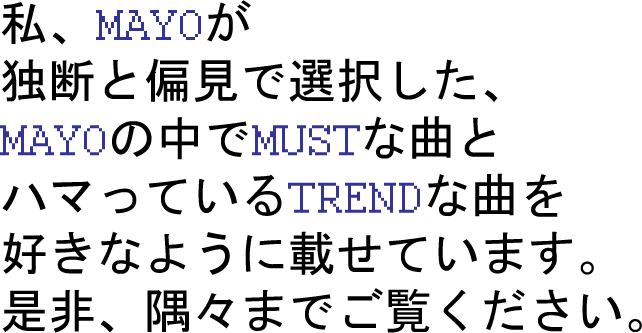 私、MAYOが
独断と偏見で選択した、
MAYOの中でMUSTな曲と
ハマっているTRENDな曲を
好きなように載せています。
是非、隅々までご覧ください。